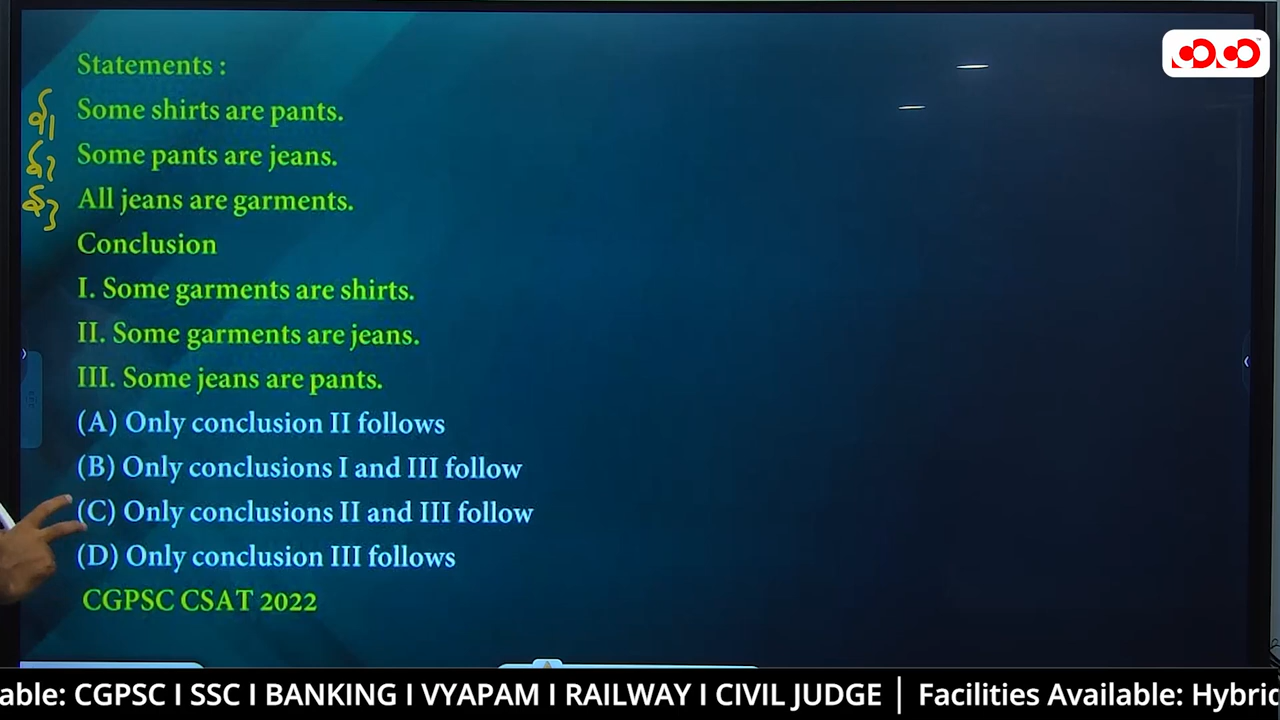 Statements :
Some shirts are pants.
Some pants are jeans.
All jeans are garments.
Conclusion
I. Some garments are shirts.
II. Some garments are jeans.
III. Some jeans are pants.
(A) Only conclusion II follows
(B) Only conclusions I and III follow
(C) Only conclusions II and III follow
(D) Only conclusion III follows
CGPSC CSAT 2022
able: CGPSC I SSC I BANKING I VYAPAM I RAILWAY I CIVIL JUDGE | Facilities Available: Hybrid